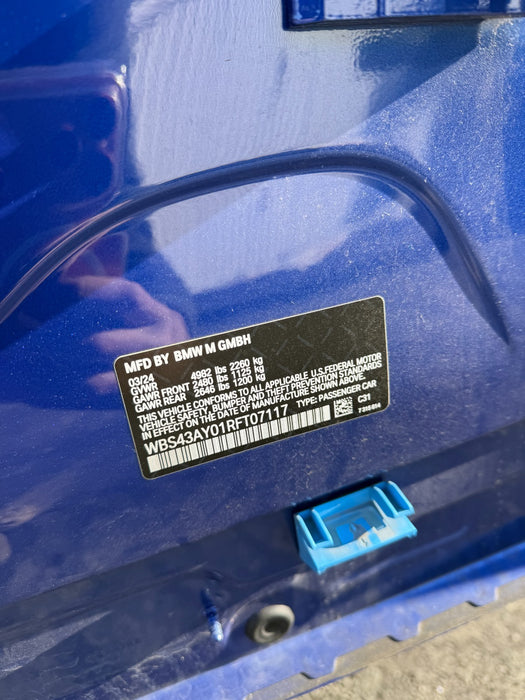 MFD BY BMW M GMBH
03/24
GVWR 4982 lbs 2260 kg
GAWR FRONT 2480 lbs 1125 kg
GAWR REAR 2646 lbs 1200 kg
THIS VEHICLE CONFORMS TO ALL APPLICABLE U.S.FEDERAL MOTOR
VEHICLE SAFETY, BUMPER AND THEFT PREVENTION STANDARDS
IN EFFECT ON THE DATE OF MANUFACTURE SHOWN ABOVE.
WBS43AY01RFT07117 TYPE: PASSENGER CAR
C31